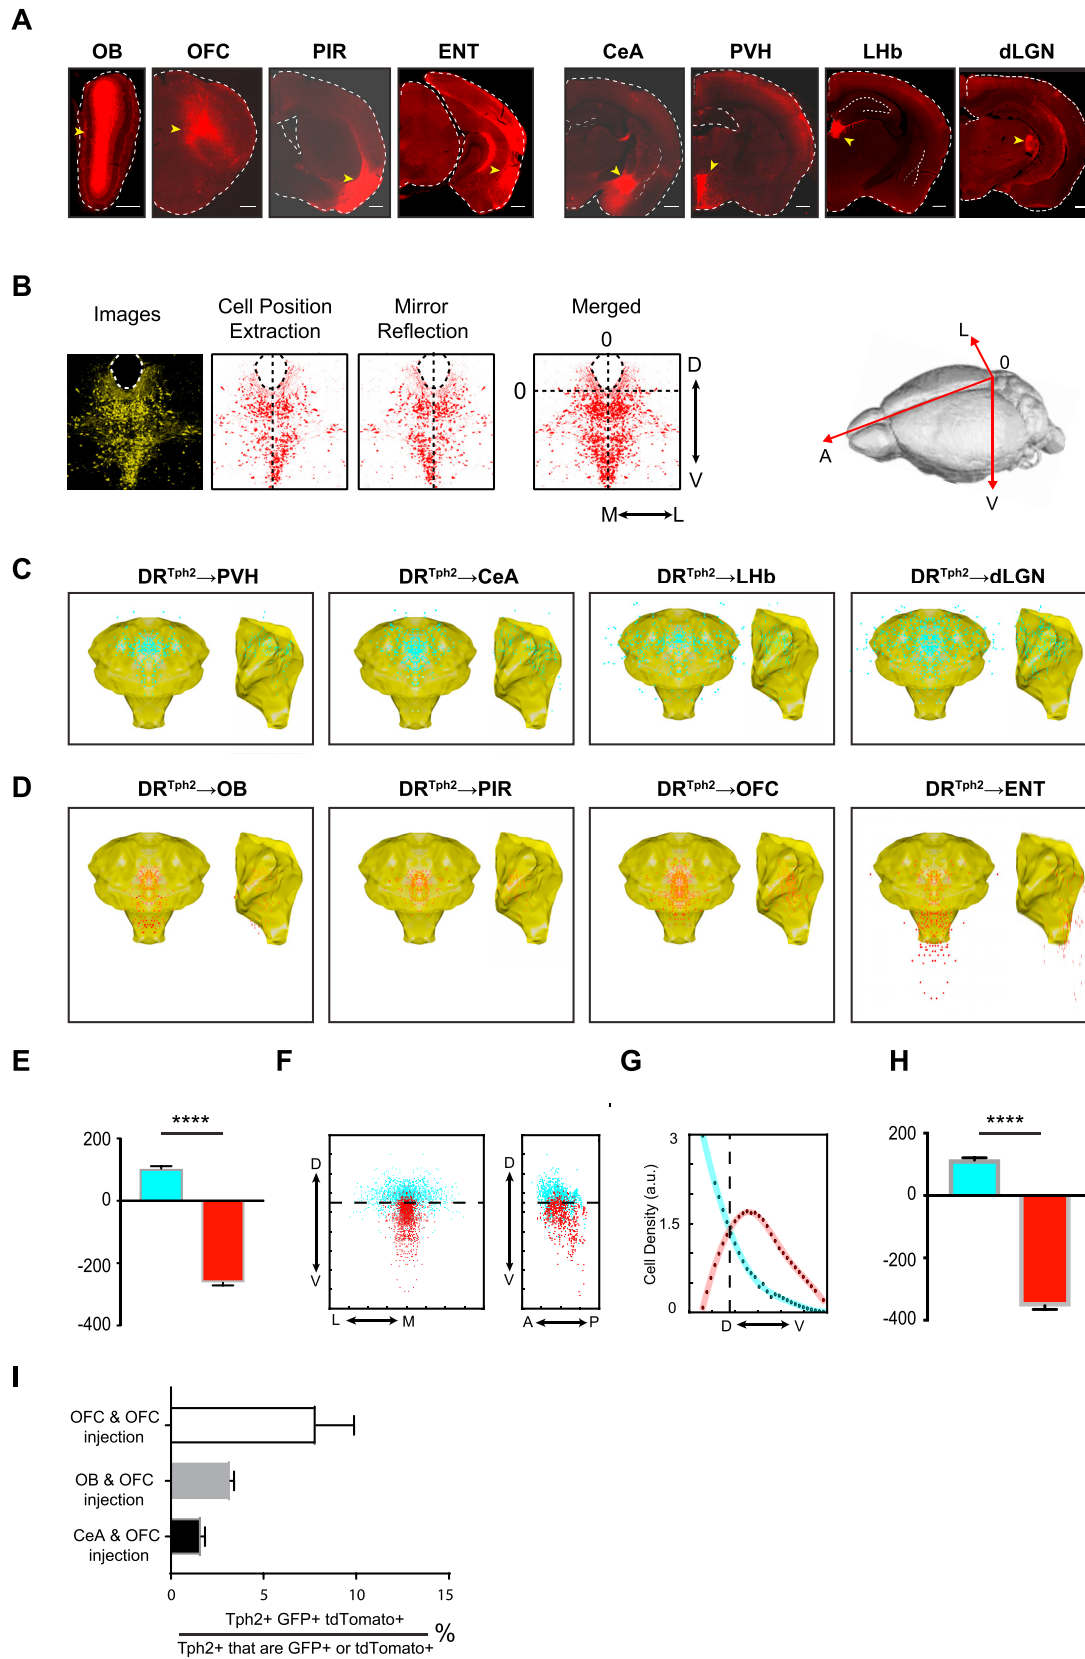 A
OB OFC PIR ENT CeA PVH LHb dLGN
B
Images
Cell Position
Extraction
Mirror
Reflection
Merged
0
0
D
V
M L
L
0
A
V
C
DRTph2→PVH DRTph2→CeA DRTph2→LHb DRTph2→dLGN
D
DRTph2→OB DRTph2→PIR DRTph2→OFC DRTph2→ENT
E
****
200
0
-200
-400
F
D
V
L M
D
V
A P
G
Cell Density (a.u.)
3
1.5
0
D V
H
****
200
0
-200
-400
I
OFC & OFC
injection
OB & OFC
injection
CeA & OFC
injection
0 5 10 15
Tph2+ GFP+ tdTomato+
Tph2+ that are GFP+ or tdTomato+
%